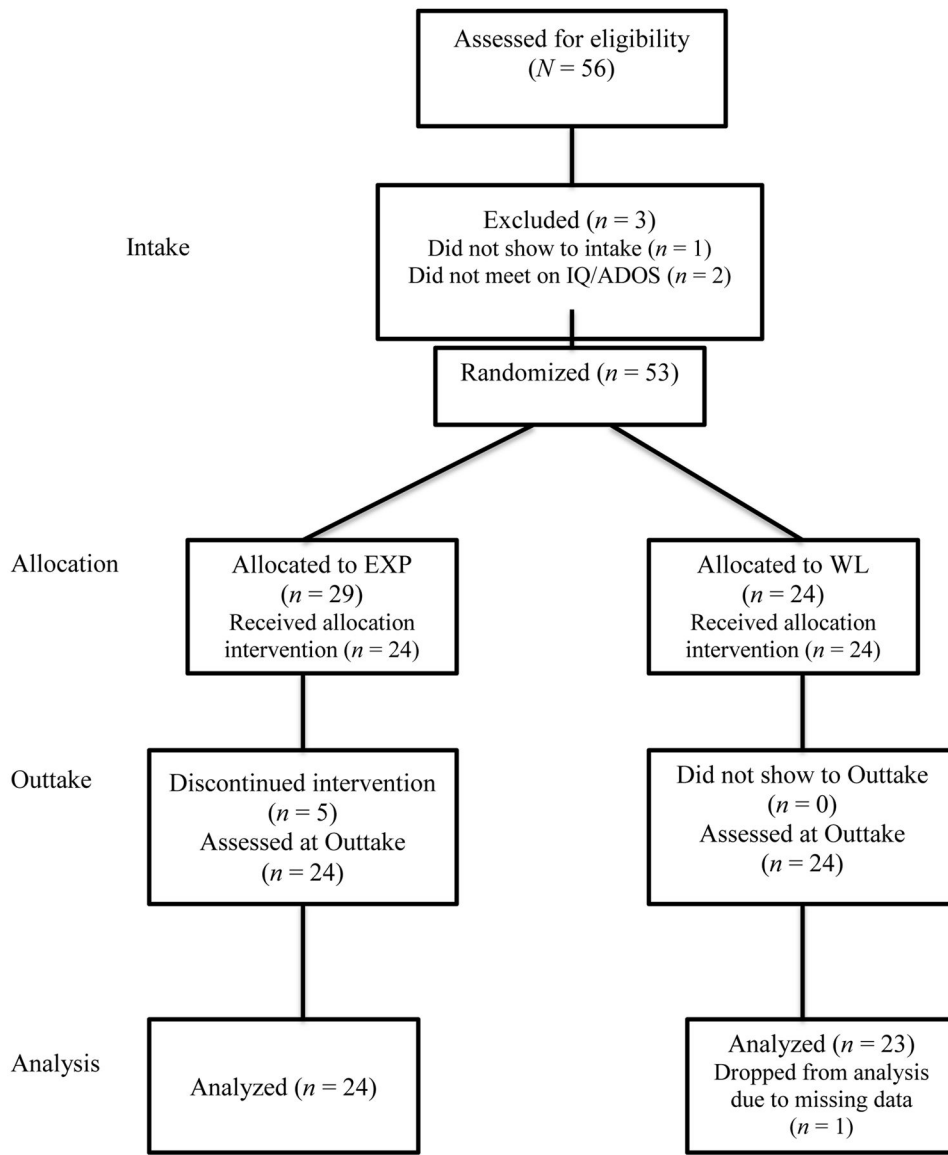 Assessed for eligibility
(N = 56)
Intake
Excluded (n = 3)
Did not show to intake (n = 1)
Did not meet on IQ/ADOS (n = 2)
Randomized (n = 53)
Allocation
Allocated to EXP
(n = 29)
Received allocation
intervention (n = 24)
Allocated to WL
(n = 24)
Received allocation
intervention (n = 24)
Outtake
Discontinued intervention
(n = 5)
Assessed at Outtake
(n = 24)
Did not show to Outtake
(n = 0)
Assessed at Outtake
(n = 24)
Analysis
Analyzed (n = 24)
Analyzed (n = 23)
Dropped from analysis
due to missing data
(n = 1)